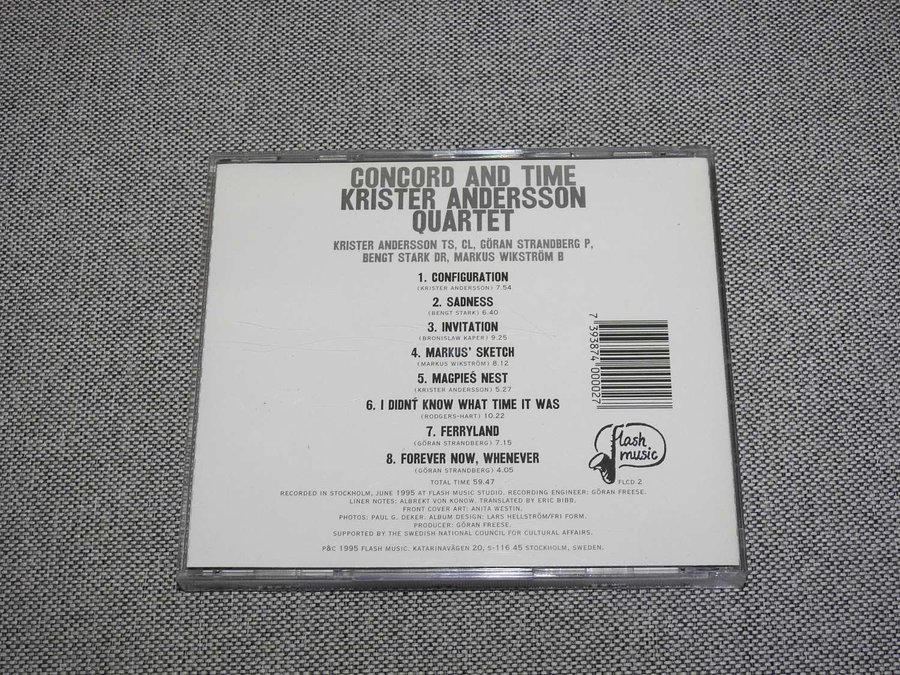 CONCORD AND TIME
KRISTER ANDERSSON
QUARTET
KRISTER ANDERSSON TS, CL, GÖRAN STRANDBERG P,
BENGT STARK DR, MARKUS WIKSTRÖM B
1. CONFIGURATION
(KRISTER ANDERSSON) 7.54
2. SADNESS
(BENGT STARK) 6.40
3. INVITATION
(BRONISLAW KAPER) 9.25
4. MARKUS' SKETCH
(MARKUS WIKSTRÖM) 8.12
5. MAGPIEŚ NEST
(KRISTER ANDERSSON) 5.27
6. I DIDN´T KNOW WHAT TIME IT WAS
(RODGERS-HART) 10.22
7. FERRYLAND
(GÖRAN STRANDBERG) 7.15
8. FOREVER NOW, WHENEVER
(GÖRAN STRANDBERG) 4.05
TOTAL TIME 59.47
7 393874 000027
flash
music
FLCD 2
RECORDED IN STOCKHOLM, JUNE 1995 AT FLASH MUSIC STUDIO. RECORDING ENGINEER: GÖRAN FREESE.
LINER NOTES: ALBREKT VON KONOW. TRANSLATED BY ERIC BIBB.
FRONT COVER ART: ANITA WESTIN.
PHOTOS: PAUL G. DEKER. ALBUM DESIGN: LARS HELLSTRÖM/FRI FORM.
PRODUCER: GÖRAN FREESE.
SUPPORTED BY THE SWEDISH NATIONAL COUNCIL FOR CULTURAL AFFAIRS.
P&C 1995 FLASH MUSIC. KATARINAVÄGEN 20, S-116 45 STOCKHOLM, SWEDEN.